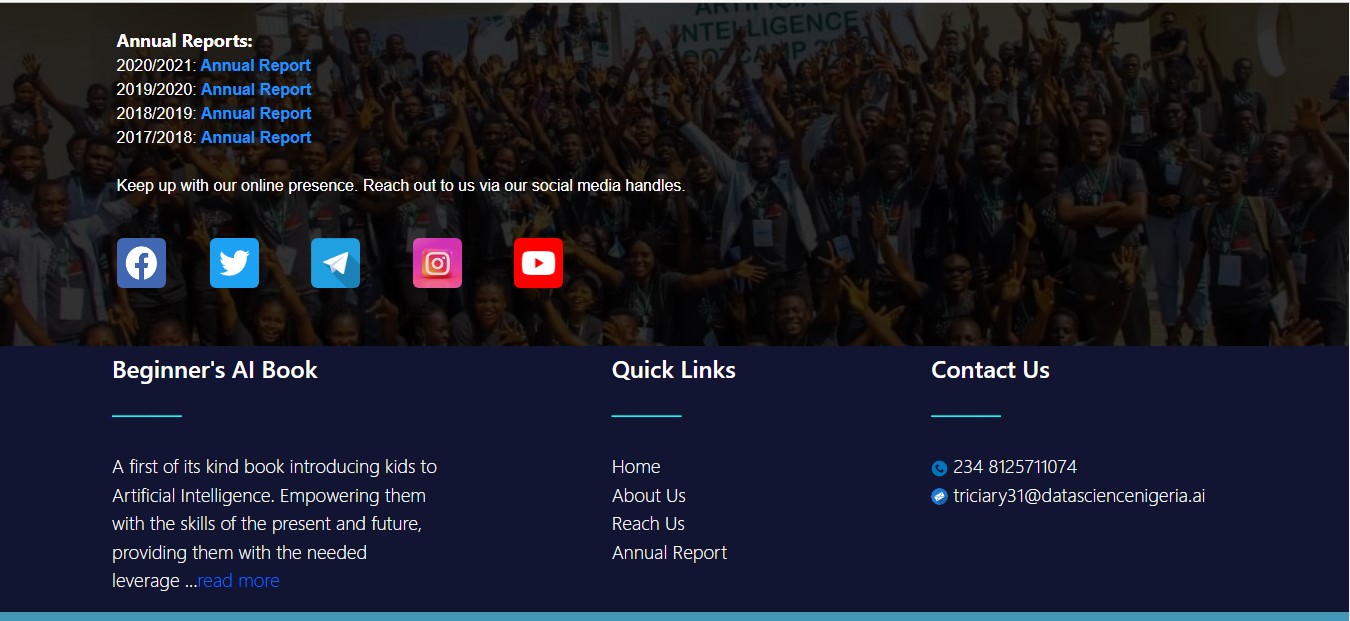 ARTIFICIAL
INTELLIGENCE
Annual Reports:
2020/2021: Annual Report
2019/2020: Annual Report
2018/2019: Annual Report
2017/2018: Annual Report
Keep up with our online presence. Reach out to us via our social media handles.
Beginner's AI Book
A first of its kind book introducing kids to
Artificial Intelligence. Empowering them
with the skills of the present and future,
providing them with the needed
leverage ...read more
Quick Links
Home
About Us
Reach Us
Annual Report
Contact Us
234 8125711074
triciary31@datasciencenigeria.ai